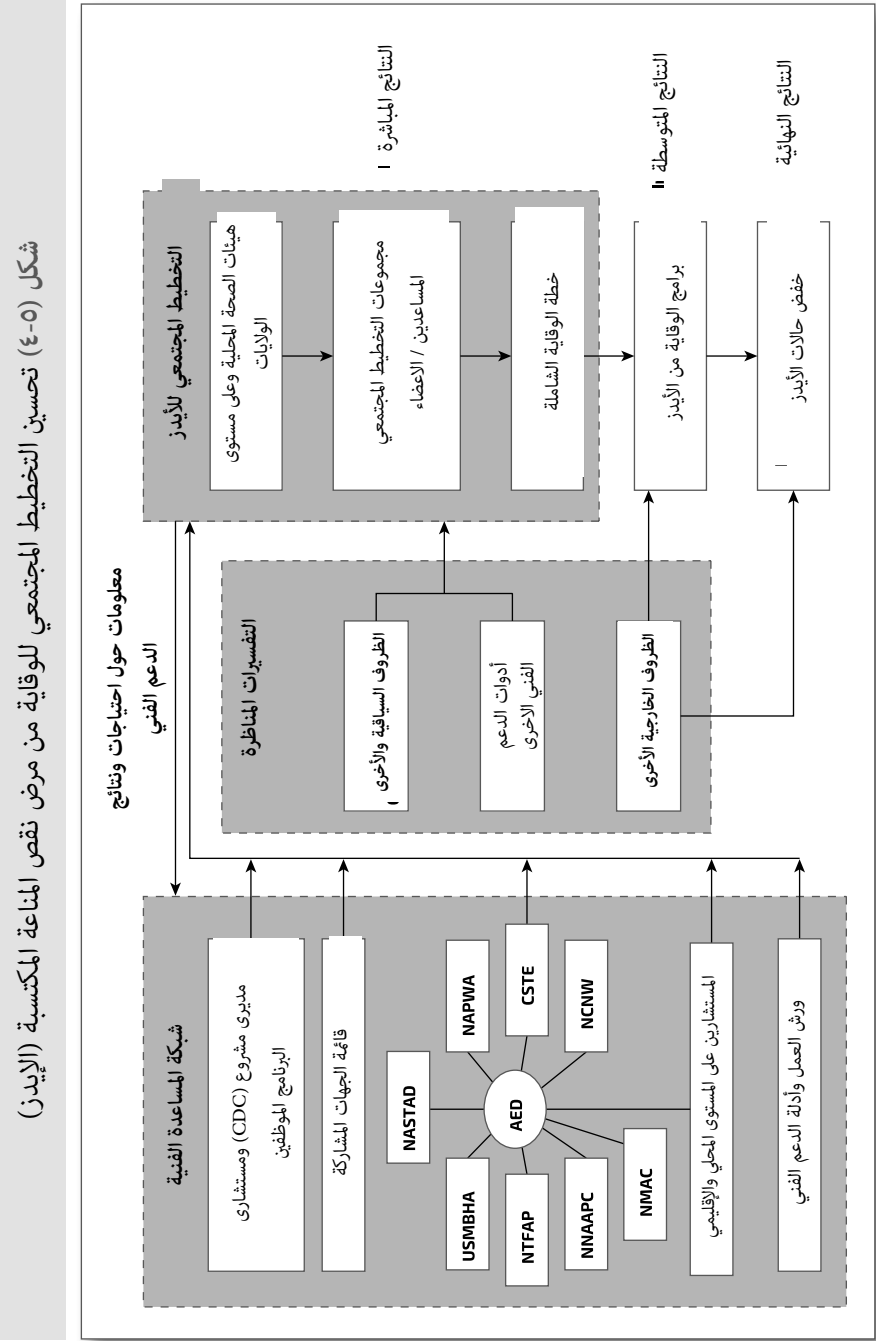 شكل (٥-٤) تحسين التخطيط المجتمعي للوقاية من مرض نقص المناعة المكتسبة (الإيدز)
شبكة المساعدة الفنية
مديرى مشروع (CDC) ومستشارى
البرنامج الموظفين
قائمة الجهات المشاركة
NASTAD
NAPWA
CSTE
NCNW
AED
USMBHA
NTFAP
NNAAPC
NMAC
المستشارين على المستوى المحلي والإقليمي
ورش العمل وأدلة الدعم الفني
معلومات حول احتياجات ونتائج
الدعم الفني
التفسيرات المناظرة
الظروف السياقية والأخرى
أدوات الدعم
الفني الاخرى
الظروف الخارجية الأخرى
التخطيط المجتمعي للأيدز
هيئات الصحة المحلية وعلى مستوى
الولايات
مجموعات التخطيط المجتمعي
المساعدين / الاعضاء
خطة الوقاية الشاملة
برامج الوقاية من الأيدز
خفض حالات الأيدز
النتائج المباشرة
النتائج المتوسطة
النتائج النهائية